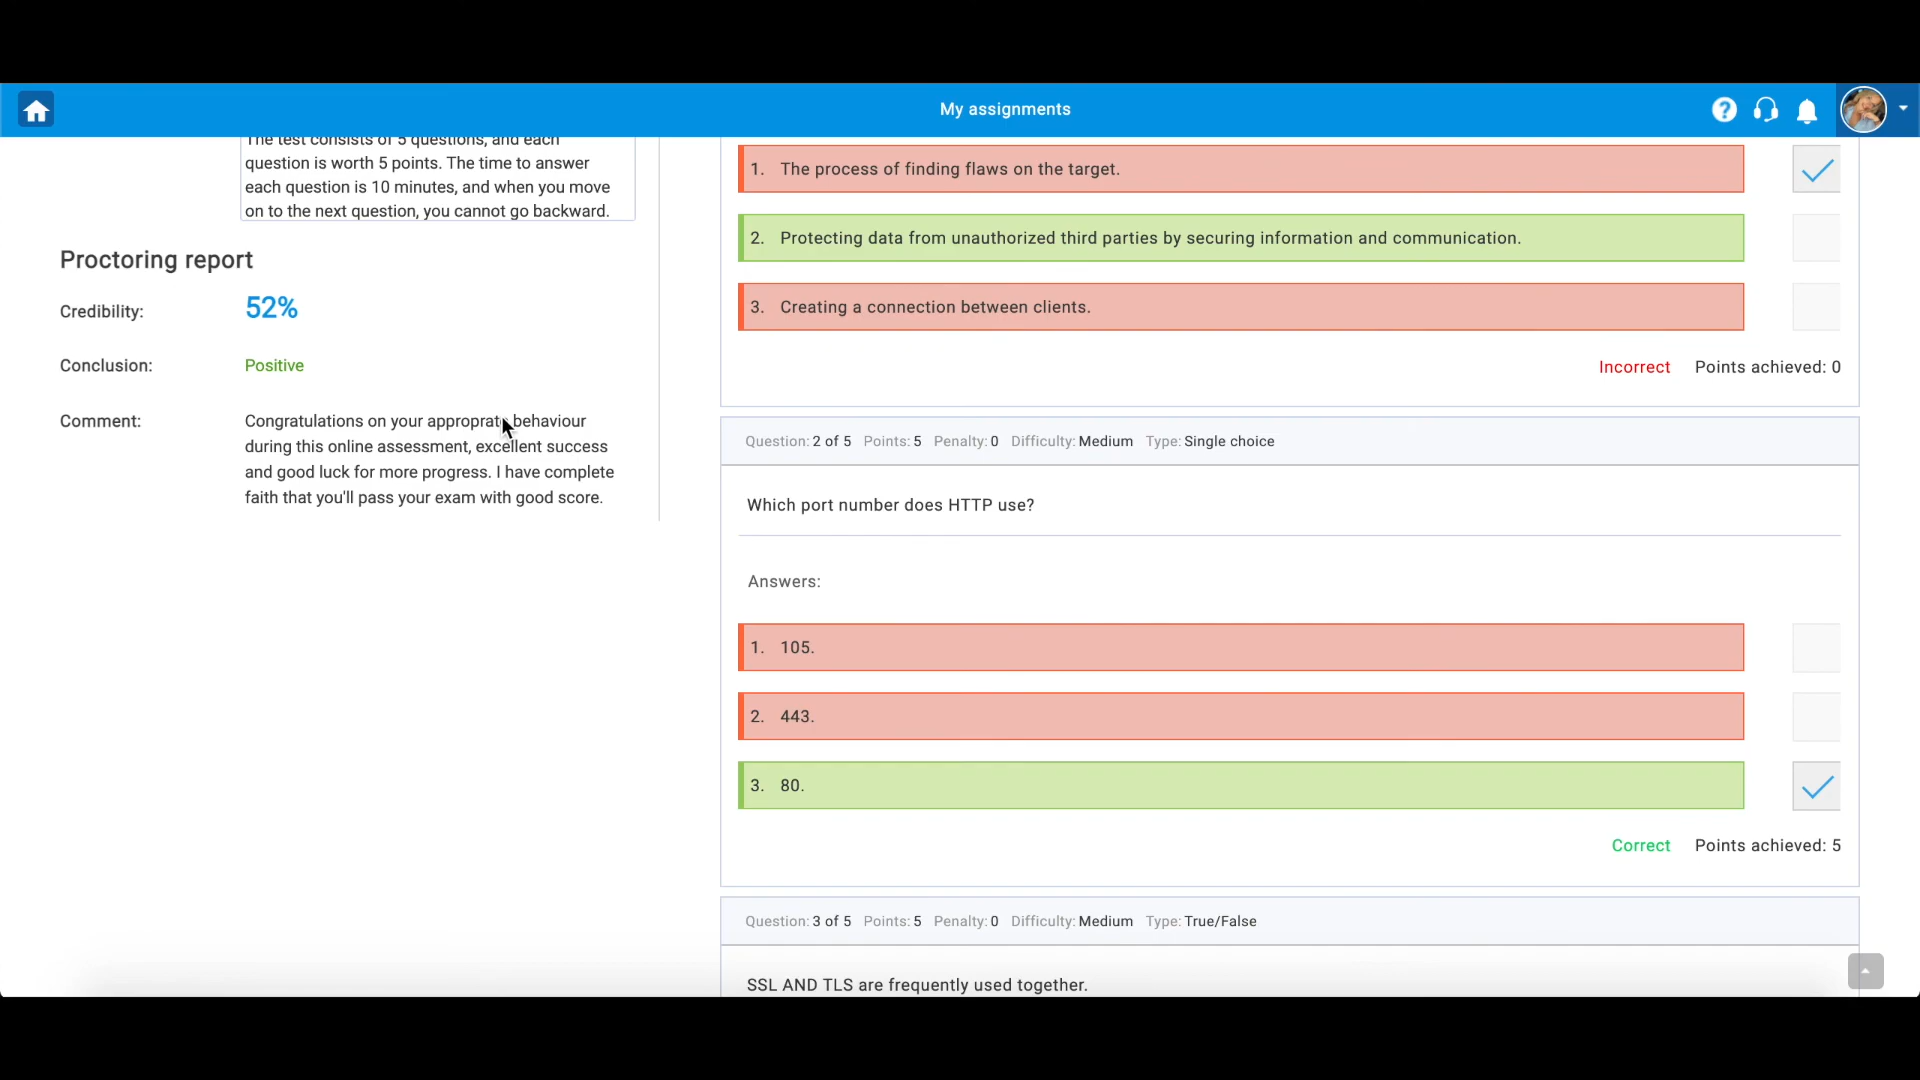 My assignments
The test consists of 5 questions, and each
question is worth 5 points. The time to answer
each question is 10 minutes, and when you move
on to the next question, you cannot go backward.
Proctoring report
Credibility: 52%
Conclusion: Positive
Comment: Congratulations on your approprat behaviour
during this online assessment, excellent success
and good luck for more progress. I have complete
faith that you'll pass your exam with good score.
1. The process of finding flaws on the target.
2. Protecting data from unauthorized third parties by securing information and communication.
3. Creating a connection between clients.
Incorrect Points achieved: 0
Question: 2 of 5 Points: 5 Penalty: 0 Difficulty: Medium Type: Single choice
Which port number does HTTP use?
Answers:
1. 105.
2. 443.
3. 80.
Correct Points achieved: 5
Question: 3 of 5 Points: 5 Penalty: 0 Difficulty: Medium Type: True/False
SSL AND TLS are frequently used together.